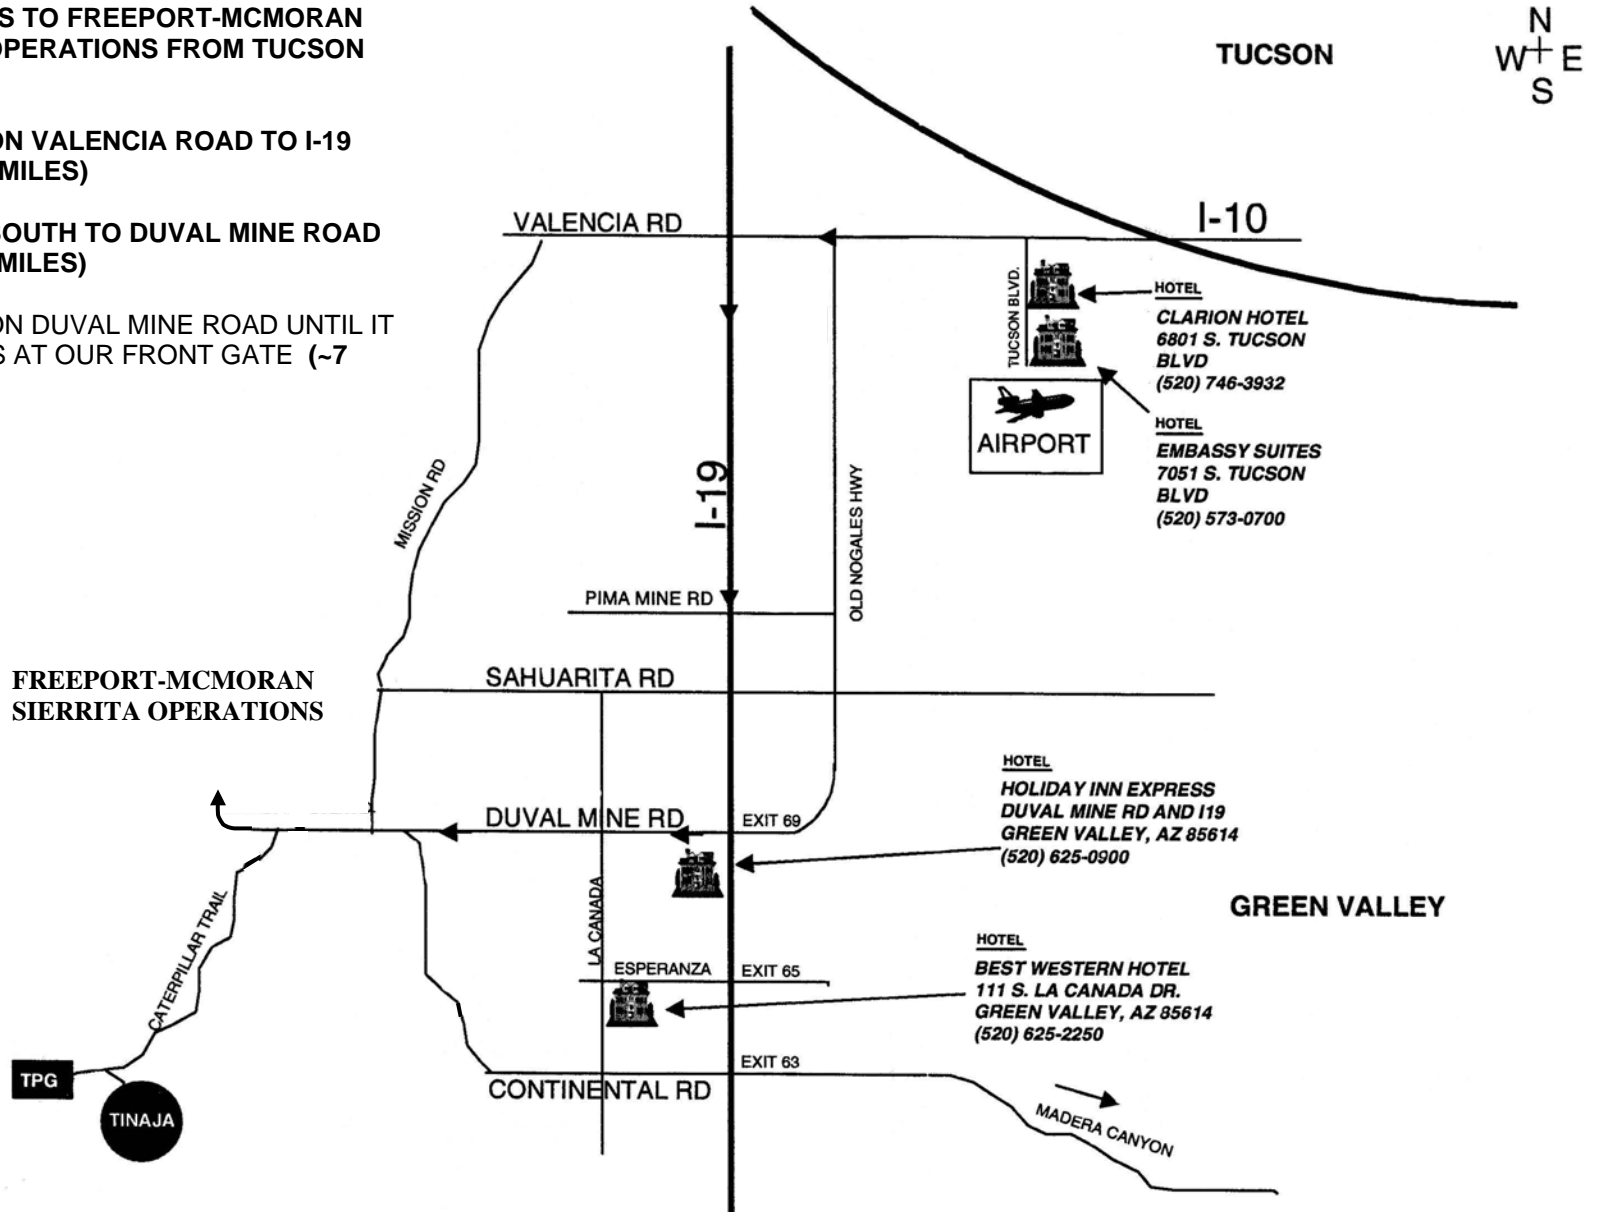 S TO FREEPORT-MCMORAN
OPERATIONS FROM TUCSON
ON VALENCIA ROAD TO I-19
MILES)
SOUTH TO DUVAL MINE ROAD
MILES)
ON DUVAL MINE ROAD UNTIL IT
S AT OUR FRONT GATE (~7
TUCSON
N
W E
S
I-10
VALENCIA RD
TUCSON BLVD.
HOTEL
CLARION HOTEL
6801 S. TUCSON
BLVD
(520) 746-3932
AIRPORT
HOTEL
EMBASSY SUITES
7051 S. TUCSON
BLVD
(520) 573-0700
MISSION RD
I-19
OLD NOGALES HWY
PIMA MINE RD
SAHUARITA RD
FREEPORT-MCMORAN
SIERRITA OPERATIONS
DUVAL MINE RD
EXIT 69
HOTEL
HOLIDAY INN EXPRESS
DUVAL MINE RD AND I19
GREEN VALLEY, AZ 85614
(520) 625-0900
GREEN VALLEY
LA CANADA
CATERPILLAR TRAIL
ESPERANZA
EXIT 65
HOTEL
BEST WESTERN HOTEL
111 S. LA CANADA DR.
GREEN VALLEY, AZ 85614
(520) 625-2250
EXIT 63
CONTINENTAL RD
MADERA CANYON
TPG
TINAJA